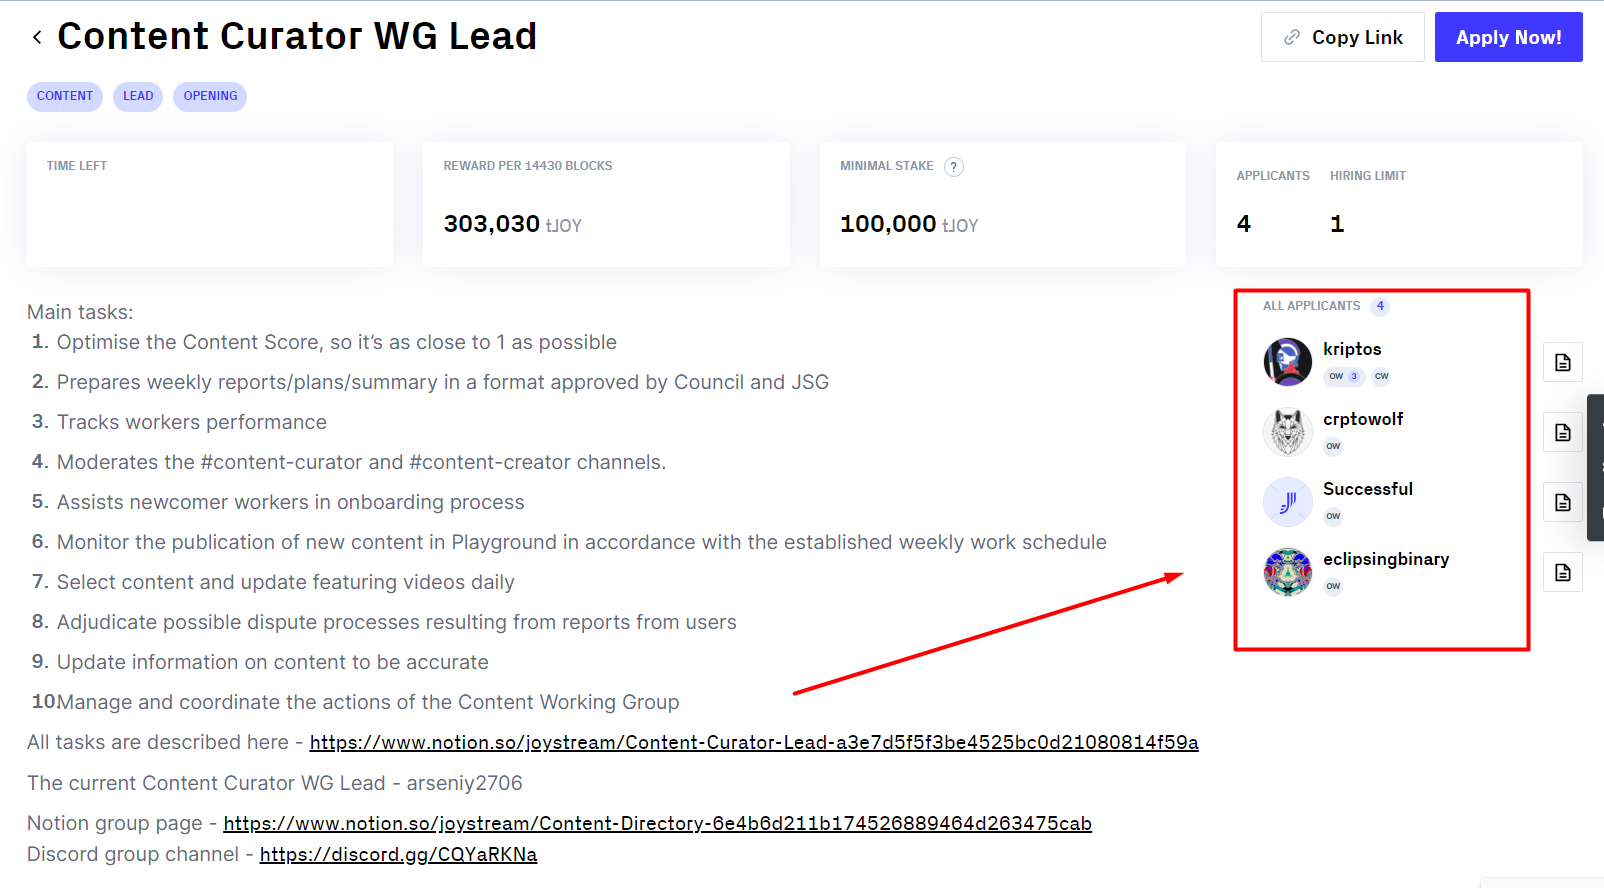 Content Curator WG Lead
Copy Link
Apply Now!
CONTENT
LEAD
OPENING
TIME LEFT
REWARD PER 14430 BLOCKS
303,030 tJOY
MINIMAL STAKE ?
100,000 tJOY
APPLICANTS HIRING LIMIT
4 1
Main tasks:
1. Optimise the Content Score, so it’s as close to 1 as possible
2. Prepares weekly reports/plans/summary in a format approved by Council and JSG
3. Tracks workers performance
4. Moderates the #content-curator and #content-creator channels.
5. Assists newcomer workers in onboarding process
6. Monitor the publication of new content in Playground in accordance with the established weekly work schedule
7. Select content and update featuring videos daily
8. Adjudicate possible dispute processes resulting from reports from users
9. Update information on content to be accurate
10. Manage and coordinate the actions of the Content Working Group
All tasks are described here - https://www.notion.so/joystream/Content-Curator-Lead-a3e7d5f5f3be4525bc0d21080814f59a
The current Content Curator WG Lead - arseniy2706
Notion group page - https://www.notion.so/joystream/Content-Directory-6e4b6d211b174526889464d263475cab
Discord group channel - https://discord.gg/CQYaRKNa
ALL APPLICANTS 4
kriptos
OW 3 CW
crptowolf
OW
Successful
OW
eclipsingbinary
OW